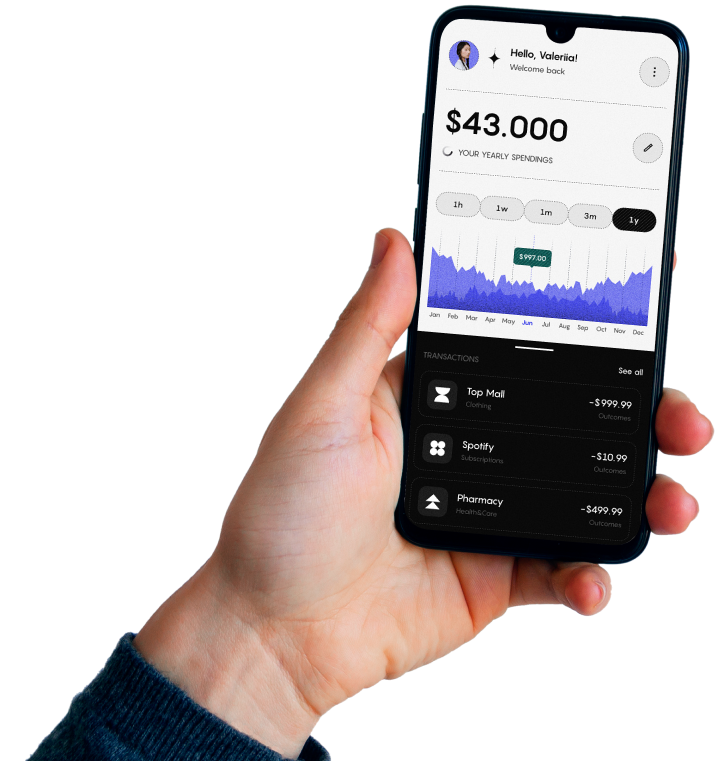 Hello, Valeriia!
Welcome back
$43.000
YOUR YEARLY SPENDINGS
1h 1w 1m 3m 1y
$997.00
Jan Feb Mar Apr May Jun Jul Aug Sep Oct Nov Dec
TRANSACTIONS See all
Top Mall -$999.99
Clothing Outcomes
Spotify -$10.99
Subscriptions Outcomes
Pharmacy -$499.99
Health&Care Outcomes